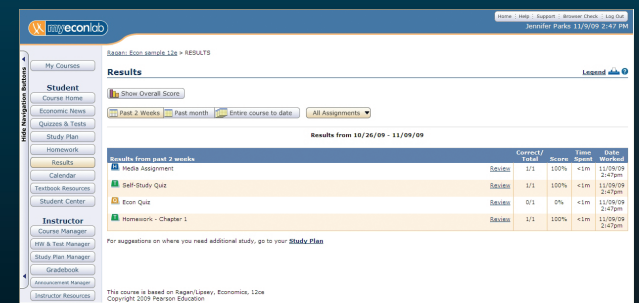 Home | Help | Support | Browser Check | Log Out
Jennifer Parks 11/9/09 2:47 PM
myeconlab
Ragan: Econ sample 12e > RESULTS
Hide Navigation Buttons
My Courses
Student
Course Home
Economic News
Quizzes & Tests
Study Plan
Homework
Results
Calendar
Textbook Resources
Student Center
Instructor
Course Manager
HW & Test Manager
Study Plan Manager
Gradebook
Announcement Manager
Instructor Resources
Results
Legend
Show Overall Score
Past 2 Weeks Past month Entire course to date All Assignments
Results from 10/26/09 - 11/09/09
Results from past 2 weeks Correct/ Total Score Time Spent Date Worked
Media Assignment Review 1/1 100% <1m 11/09/09 2:47pm
Self-Study Quiz Review 1/1 100% <1m 11/09/09 2:47pm
Econ Quiz Review 0/1 0% <1m 11/09/09 2:47pm
Homework - Chapter 1 Review 1/1 100% <1m 11/09/09 2:47pm
For suggestions on where you need additional study, go to your Study Plan
This course is based on Ragan/Lipsey, Economics, 12ce
Copyright 2009 Pearson Education